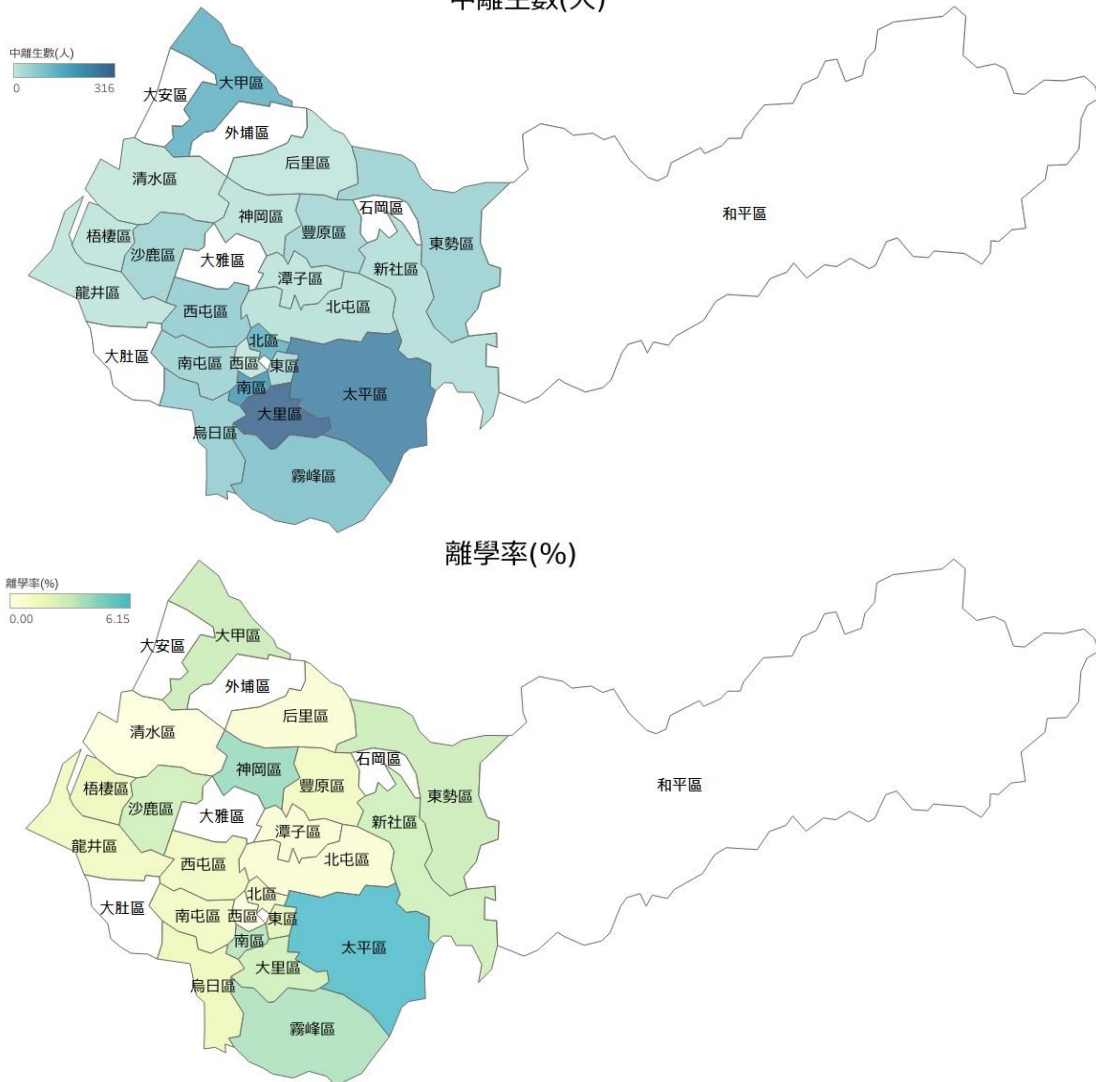 中離生數(人)
中離生數(人)
0
316
大甲區
大安區
外埔區
后里區
清水區
神岡區
石岡區
和平區
梧棲區
豐原區
東勢區
沙鹿區
大雅區
新社區
潭子區
龍井區
北屯區
西屯區
北區
大肚區
南屯區
西區
東區
南區
太平區
大里區
烏日區
霧峰區
離學率(%)
離學率(%)
0.00
6.15
大甲區
大安區
外埔區
后里區
清水區
石岡區
神岡區
和平區
梧棲區
豐原區
東勢區
沙鹿區
大雅區
新社區
潭子區
龍井區
北屯區
西屯區
北區
大肚區
南屯區
西區
東區
南區
太平區
大里區
烏日區
霧峰區